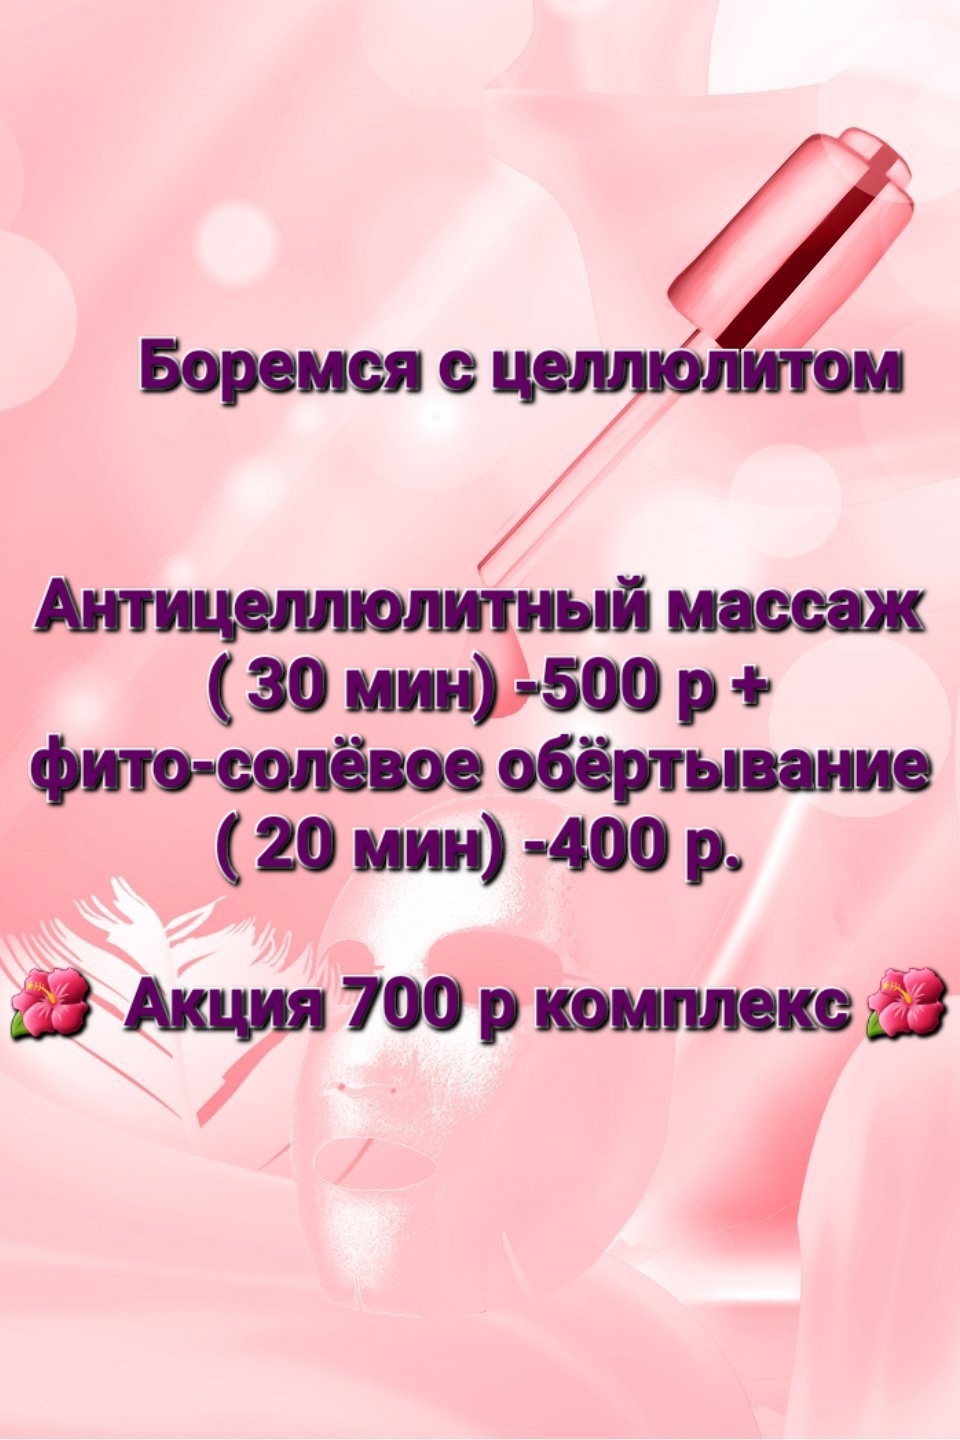 Боремся с целлюлитом
Антицеллюлитный массаж
( 30 мин) -500 р +
фито-солёвое обёртывание
( 20 мин) -400 р.
🌺 Акция 700 р комплекс 🌺